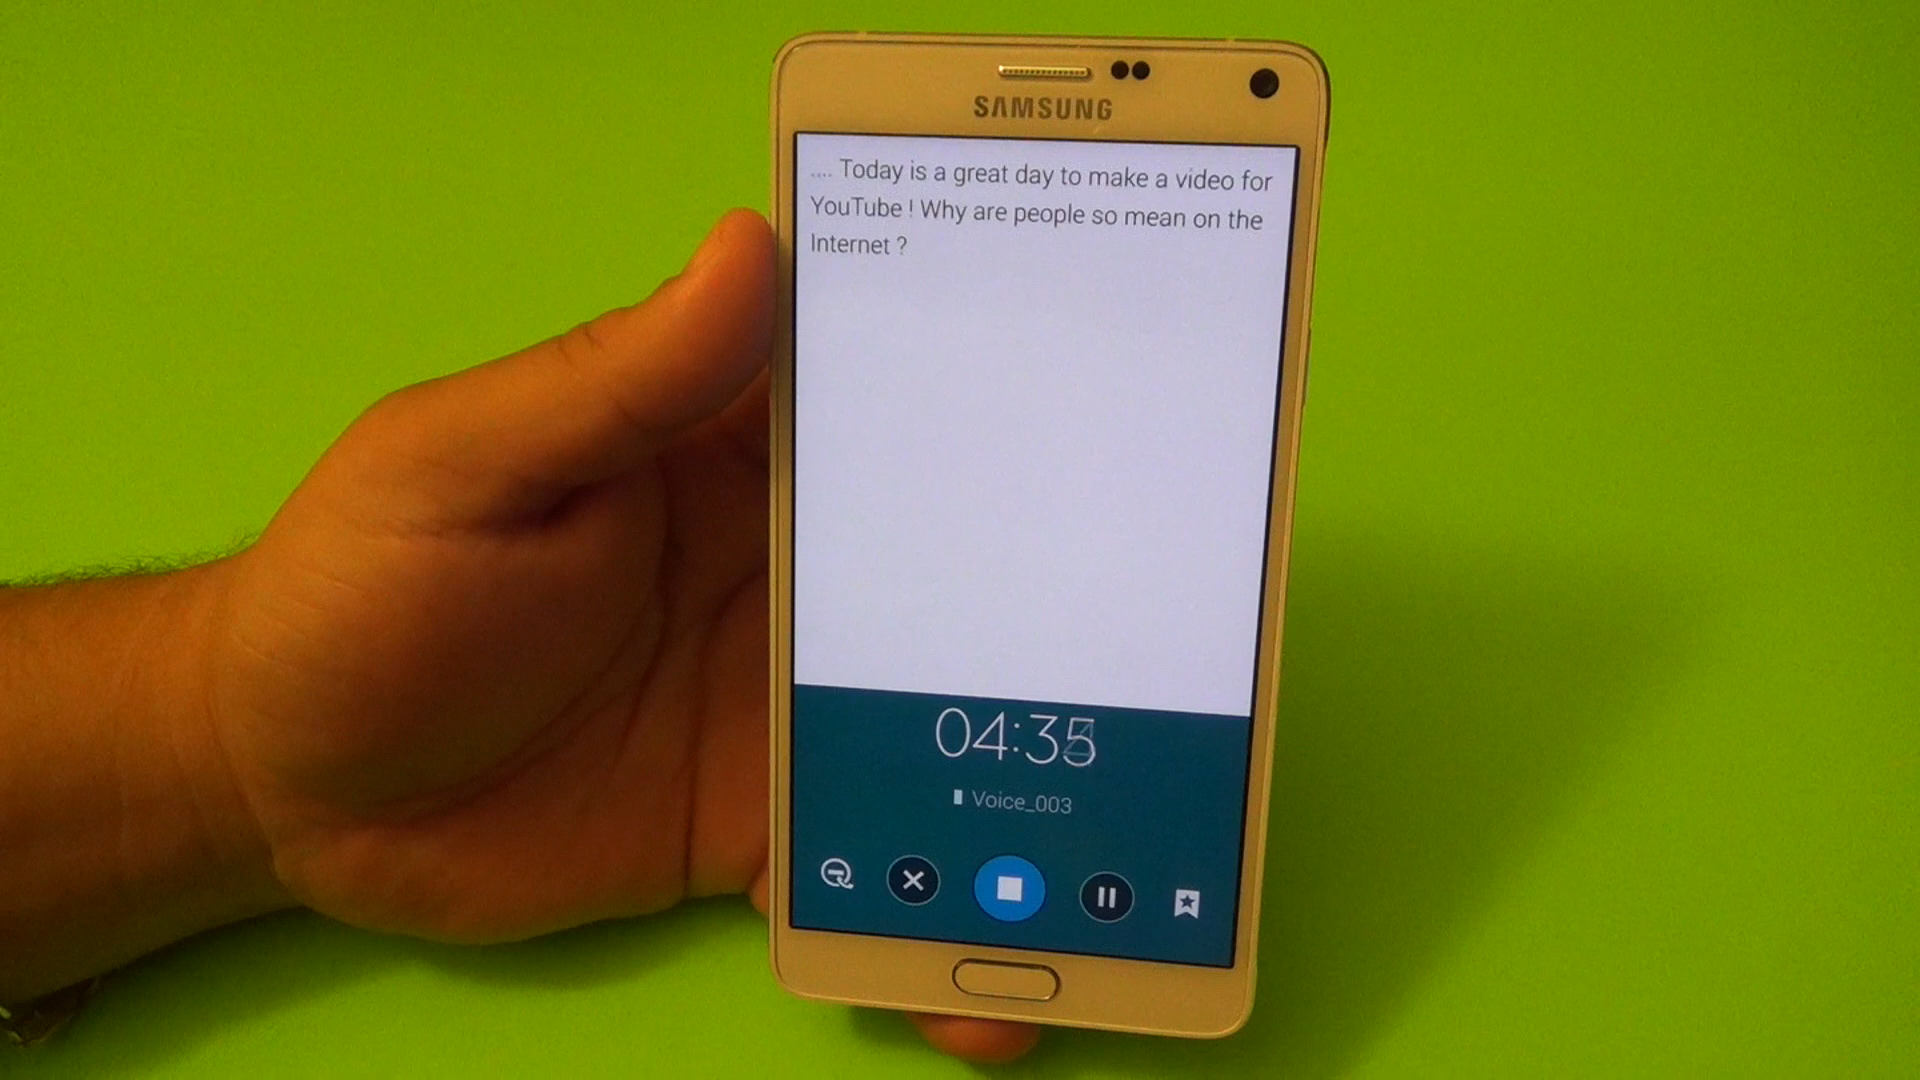 SAMSUNG
.... Today is a great day to make a video for
YouTube ! Why are people so mean on the
Internet ?
04:35
Voice_003